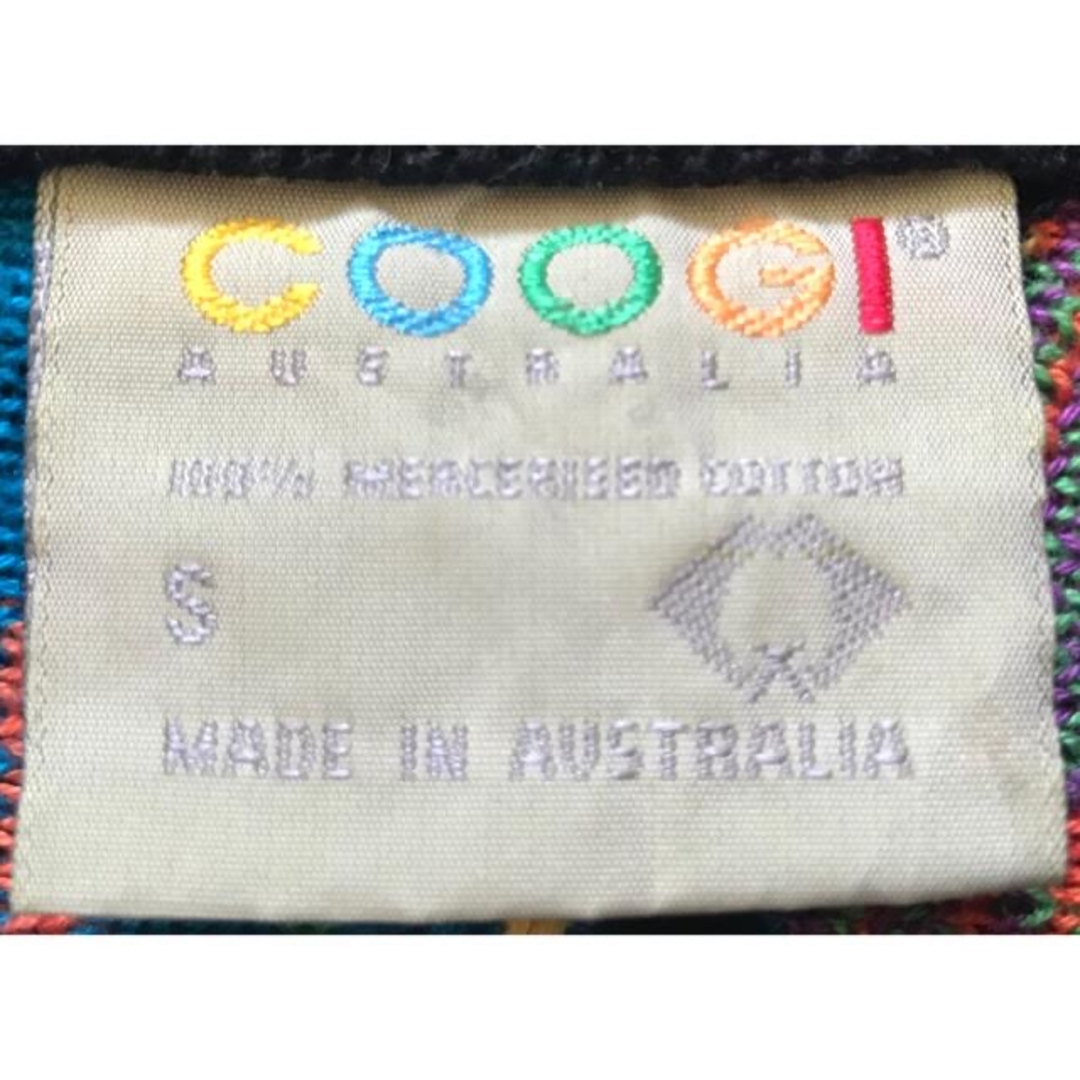 COOGI®
AUSTRALIA
100% MERCERISED COTTON
S
MADE IN AUSTRALIA